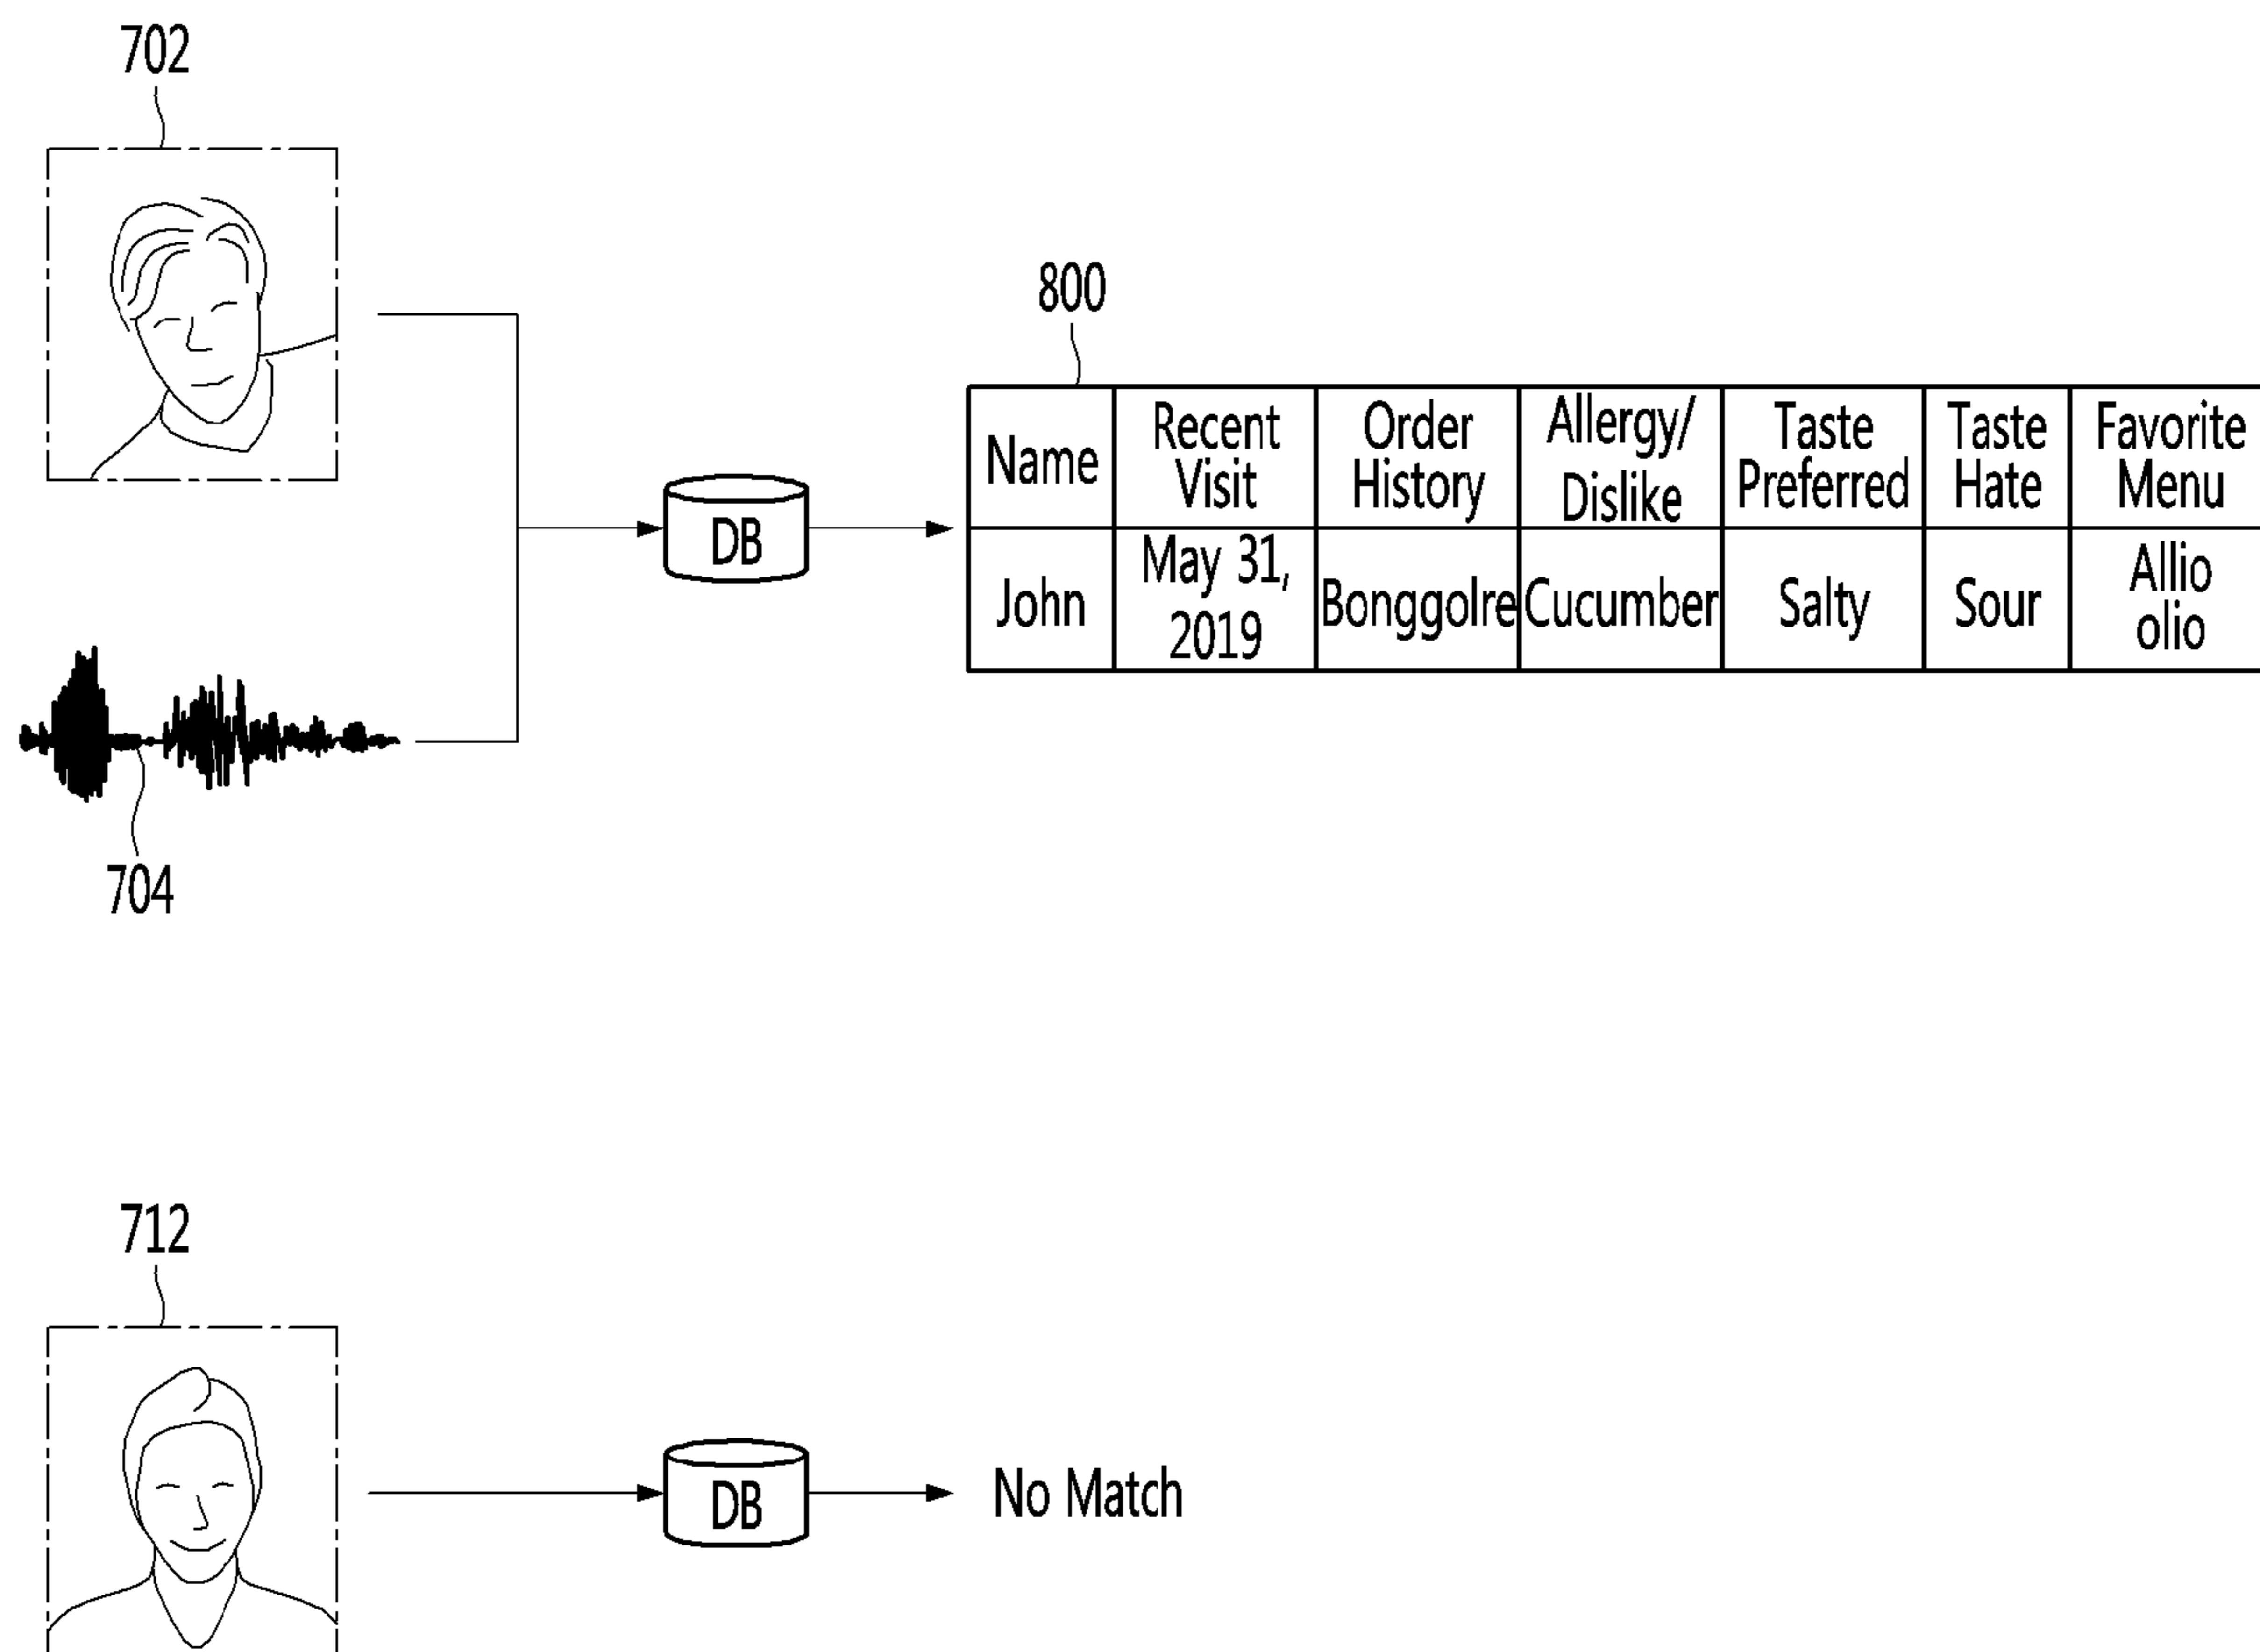 702
704
DB
800
Name
Recent
Visit
Order
History
Allergy/
Dislike
Taste
Preferred
Taste
Hate
Favorite
Menu
John
May 31,
2019
Bonggolre
Cucumber
Salty
Sour
Allio
olio
712
DB
No Match